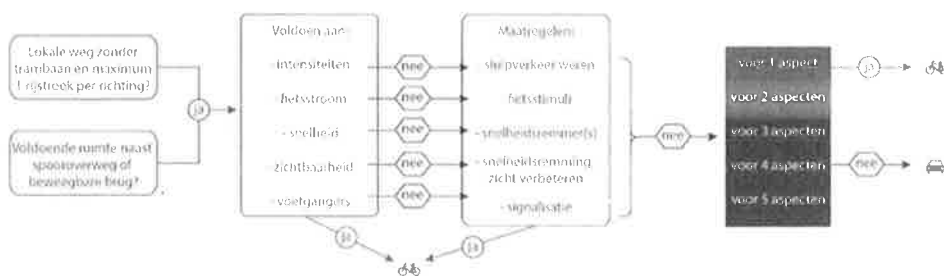 Lokale weg zonder
trambaan en maximum
1 rijstrook per richting?
Voldoende ruimte naast
spooroverweg of
beweegbare brug?
ja
Voldoen aan:
- intensiteiten
- fietsstroom
- snelheid
- zichtbaarheid
- voetgangers
nee
nee
nee
nee
nee
Maatregelen:
- sluipverkeer weren
fietsstimuli
- snelheidsremmer(s)
- snelheidsremming
zicht verbeteren
- signalisatie
ja
ja
nee
voor 1 aspect
voor 2 aspecten
voor 3 aspecten
voor 4 aspecten
voor 5 aspecten
ja
nee